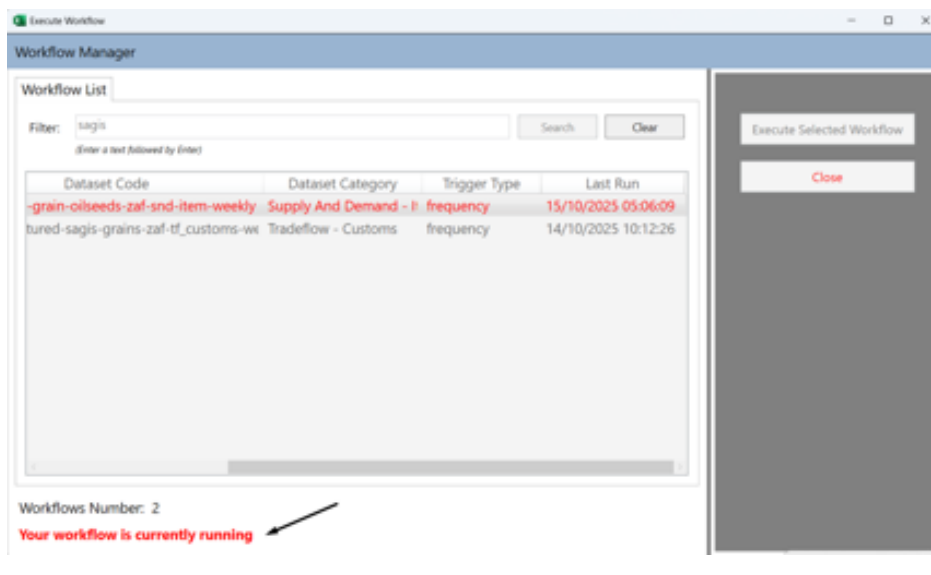 Execute Workflow
Workflow Manager
Workflow List
Filter: sagis Search Clear
(Enter a text followed by Enter)
Dataset Code Dataset Category Trigger Type Last Run
-grain-oilseeds-zaf-snd-item-weekly Supply And Demand - It frequency 15/10/2025 05:06:09
tured-sagis-grains-zaf-tf_customs-we Tradeflow - Customs frequency 14/10/2025 10:12:26
Workflows Number: 2
Your workflow is currently running
Execute Selected Workflow
Close